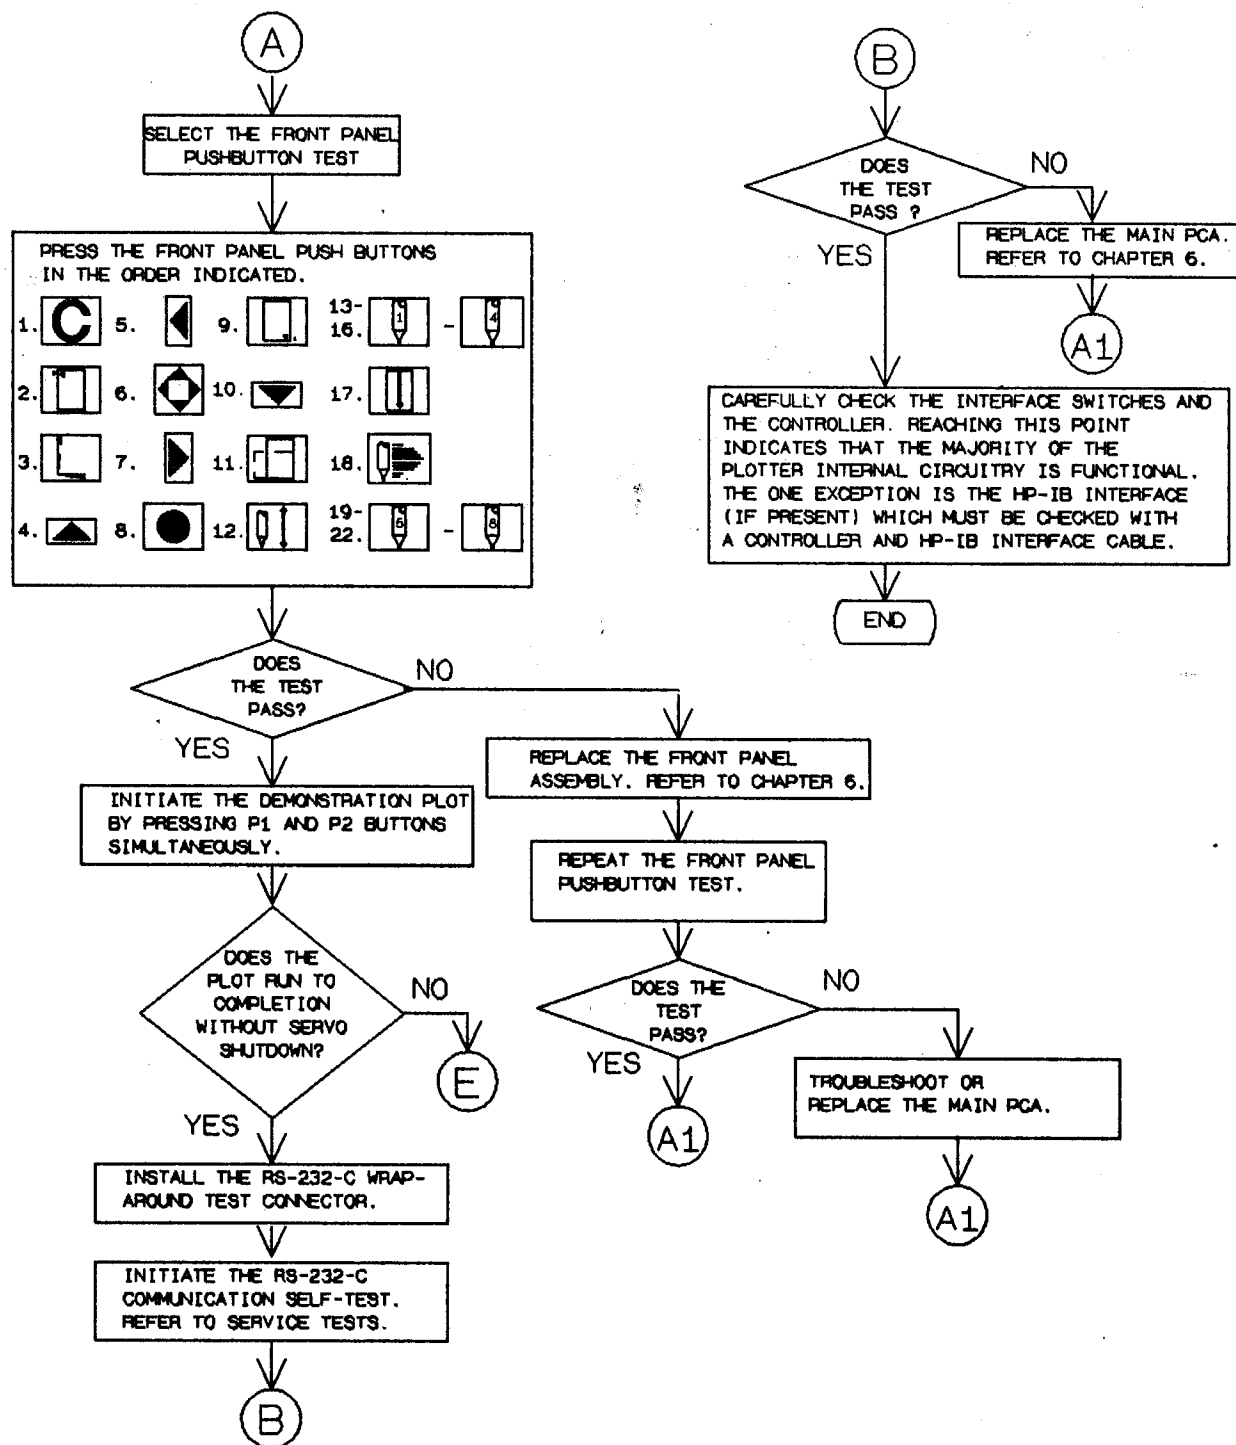 A
SELECT THE FRONT PANEL
PUSHBUTTON TEST
PRESS THE FRONT PANEL PUSH BUTTONS
IN THE ORDER INDICATED.
1. C 5. 9. 13-
16. 1 - 4
2. 6. 10. 17.
3. 7. 11. 18.
4. 8. 12. 19-
22. 5 - 8
DOES
THE TEST
PASS?
NO
YES
INITIATE THE DEMONSTRATION PLOT
BY PRESSING P1 AND P2 BUTTONS
SIMULTANEOUSLY.
DOES THE
PLOT RUN TO
COMPLETION
WITHOUT SERVO
SHUTDOWN?
NO
E
YES
INSTALL THE RS-232-C WRAP-
AROUND TEST CONNECTOR.
INITIATE THE RS-232-C
COMMUNICATION SELF-TEST.
REFER TO SERVICE TESTS.
B
REPLACE THE FRONT PANEL
ASSEMBLY. REFER TO CHAPTER 6.
REPEAT THE FRONT PANEL
PUSHBUTTON TEST.
DOES THE
TEST
PASS?
NO
YES
A1
TROUBLESHOOT OR
REPLACE THE MAIN PCA.
A1
B
DOES
THE TEST
PASS ?
NO
YES
REPLACE THE MAIN PCA.
REFER TO CHAPTER 6.
A1
CAREFULLY CHECK THE INTERFACE SWITCHES AND
THE CONTROLLER. REACHING THIS POINT
INDICATES THAT THE MAJORITY OF THE
PLOTTER INTERNAL CIRCUITRY IS FUNCTIONAL.
THE ONE EXCEPTION IS THE HP-IB INTERFACE
(IF PRESENT) WHICH MUST BE CHECKED WITH
A CONTROLLER AND HP-IB INTERFACE CABLE.
END